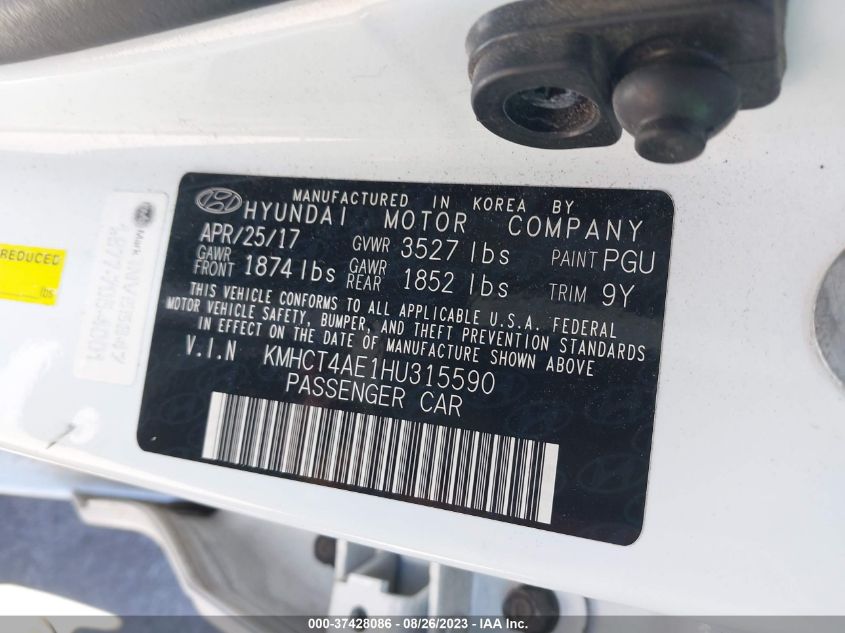 MANUFACTURED IN KOREA BY
HYUNDAI MOTOR COMPANY
APR/25/17 GVWR 3527 lbs PAINT PGU
GAWR FRONT 1874 lbs GAWR REAR 1852 lbs TRIM 9Y
THIS VEHICLE CONFORMS TO ALL APPLICABLE U.S.A. FEDERAL
MOTOR VEHICLE SAFETY, BUMPER, AND THEFT PREVENTION STANDARDS
IN EFFECT ON THE DATE OF MANUFACTURE SHOWN ABOVE
V.I.N KMHCT4AE1HU315590
PASSENGER CAR
REDUCED
lbs
Mark
000-37428086 - 08/26/2023 - IAA Inc.